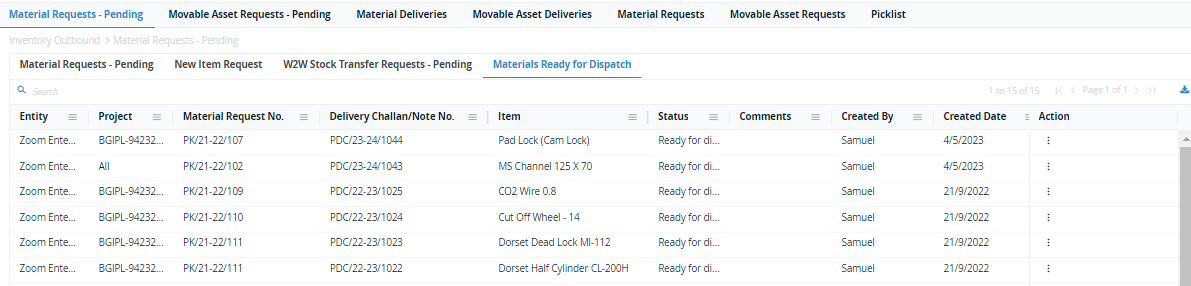 Material Requests - Pending Movable Asset Requests - Pending Material Deliveries Movable Asset Deliveries Material Requests Movable Asset Requests Picklist
Inventory Outbound > Material Requests - Pending
Material Requests - Pending New Item Request W2W Stock Transfer Requests - Pending Materials Ready for Dispatch
Search 1 to 15 of 15 Page 1 of 1
Entity Project Material Request No. Delivery Challan/Note No. Item Status Comments Created By Created Date Action
Zoom Ente... BGIPL-94232... PK/21-22/107 PDC/23-24/1044 Pad Lock (Cam Lock) Ready for di... Samuel 4/5/2023
Zoom Ente... All PK/21-22/102 PDC/23-24/1043 MS Channel 125 X 70 Ready for di... Samuel 4/5/2023
Zoom Ente... BGIPL-94232... PK/21-22/109 PDC/22-23/1025 CO2 Wire 0.8 Ready for di... Samuel 21/9/2022
Zoom Ente... BGIPL-94232... PK/21-22/110 PDC/22-23/1024 Cut Off Wheel - 14 Ready for di... Samuel 21/9/2022
Zoom Ente... BGIPL-94232... PK/21-22/111 PDC/22-23/1023 Dorset Dead Lock Ml-112 Ready for di... Samuel 21/9/2022
Zoom Ente... BGIPL-94232... PK/21-22/111 PDC/22-23/1022 Dorset Half Cylinder CL-200H Ready for di... Samuel 21/9/2022